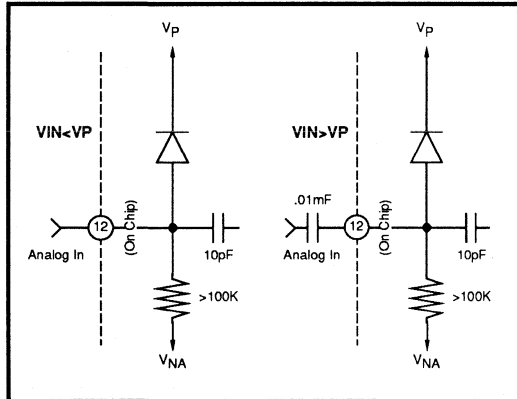 VP
VIN<VP
12
(On Chip)
Analog In
10pF
>100K
VNA
VP
VIN>VP
.01mF
12
(On Chip)
Analog In
10pF
>100K
VNA